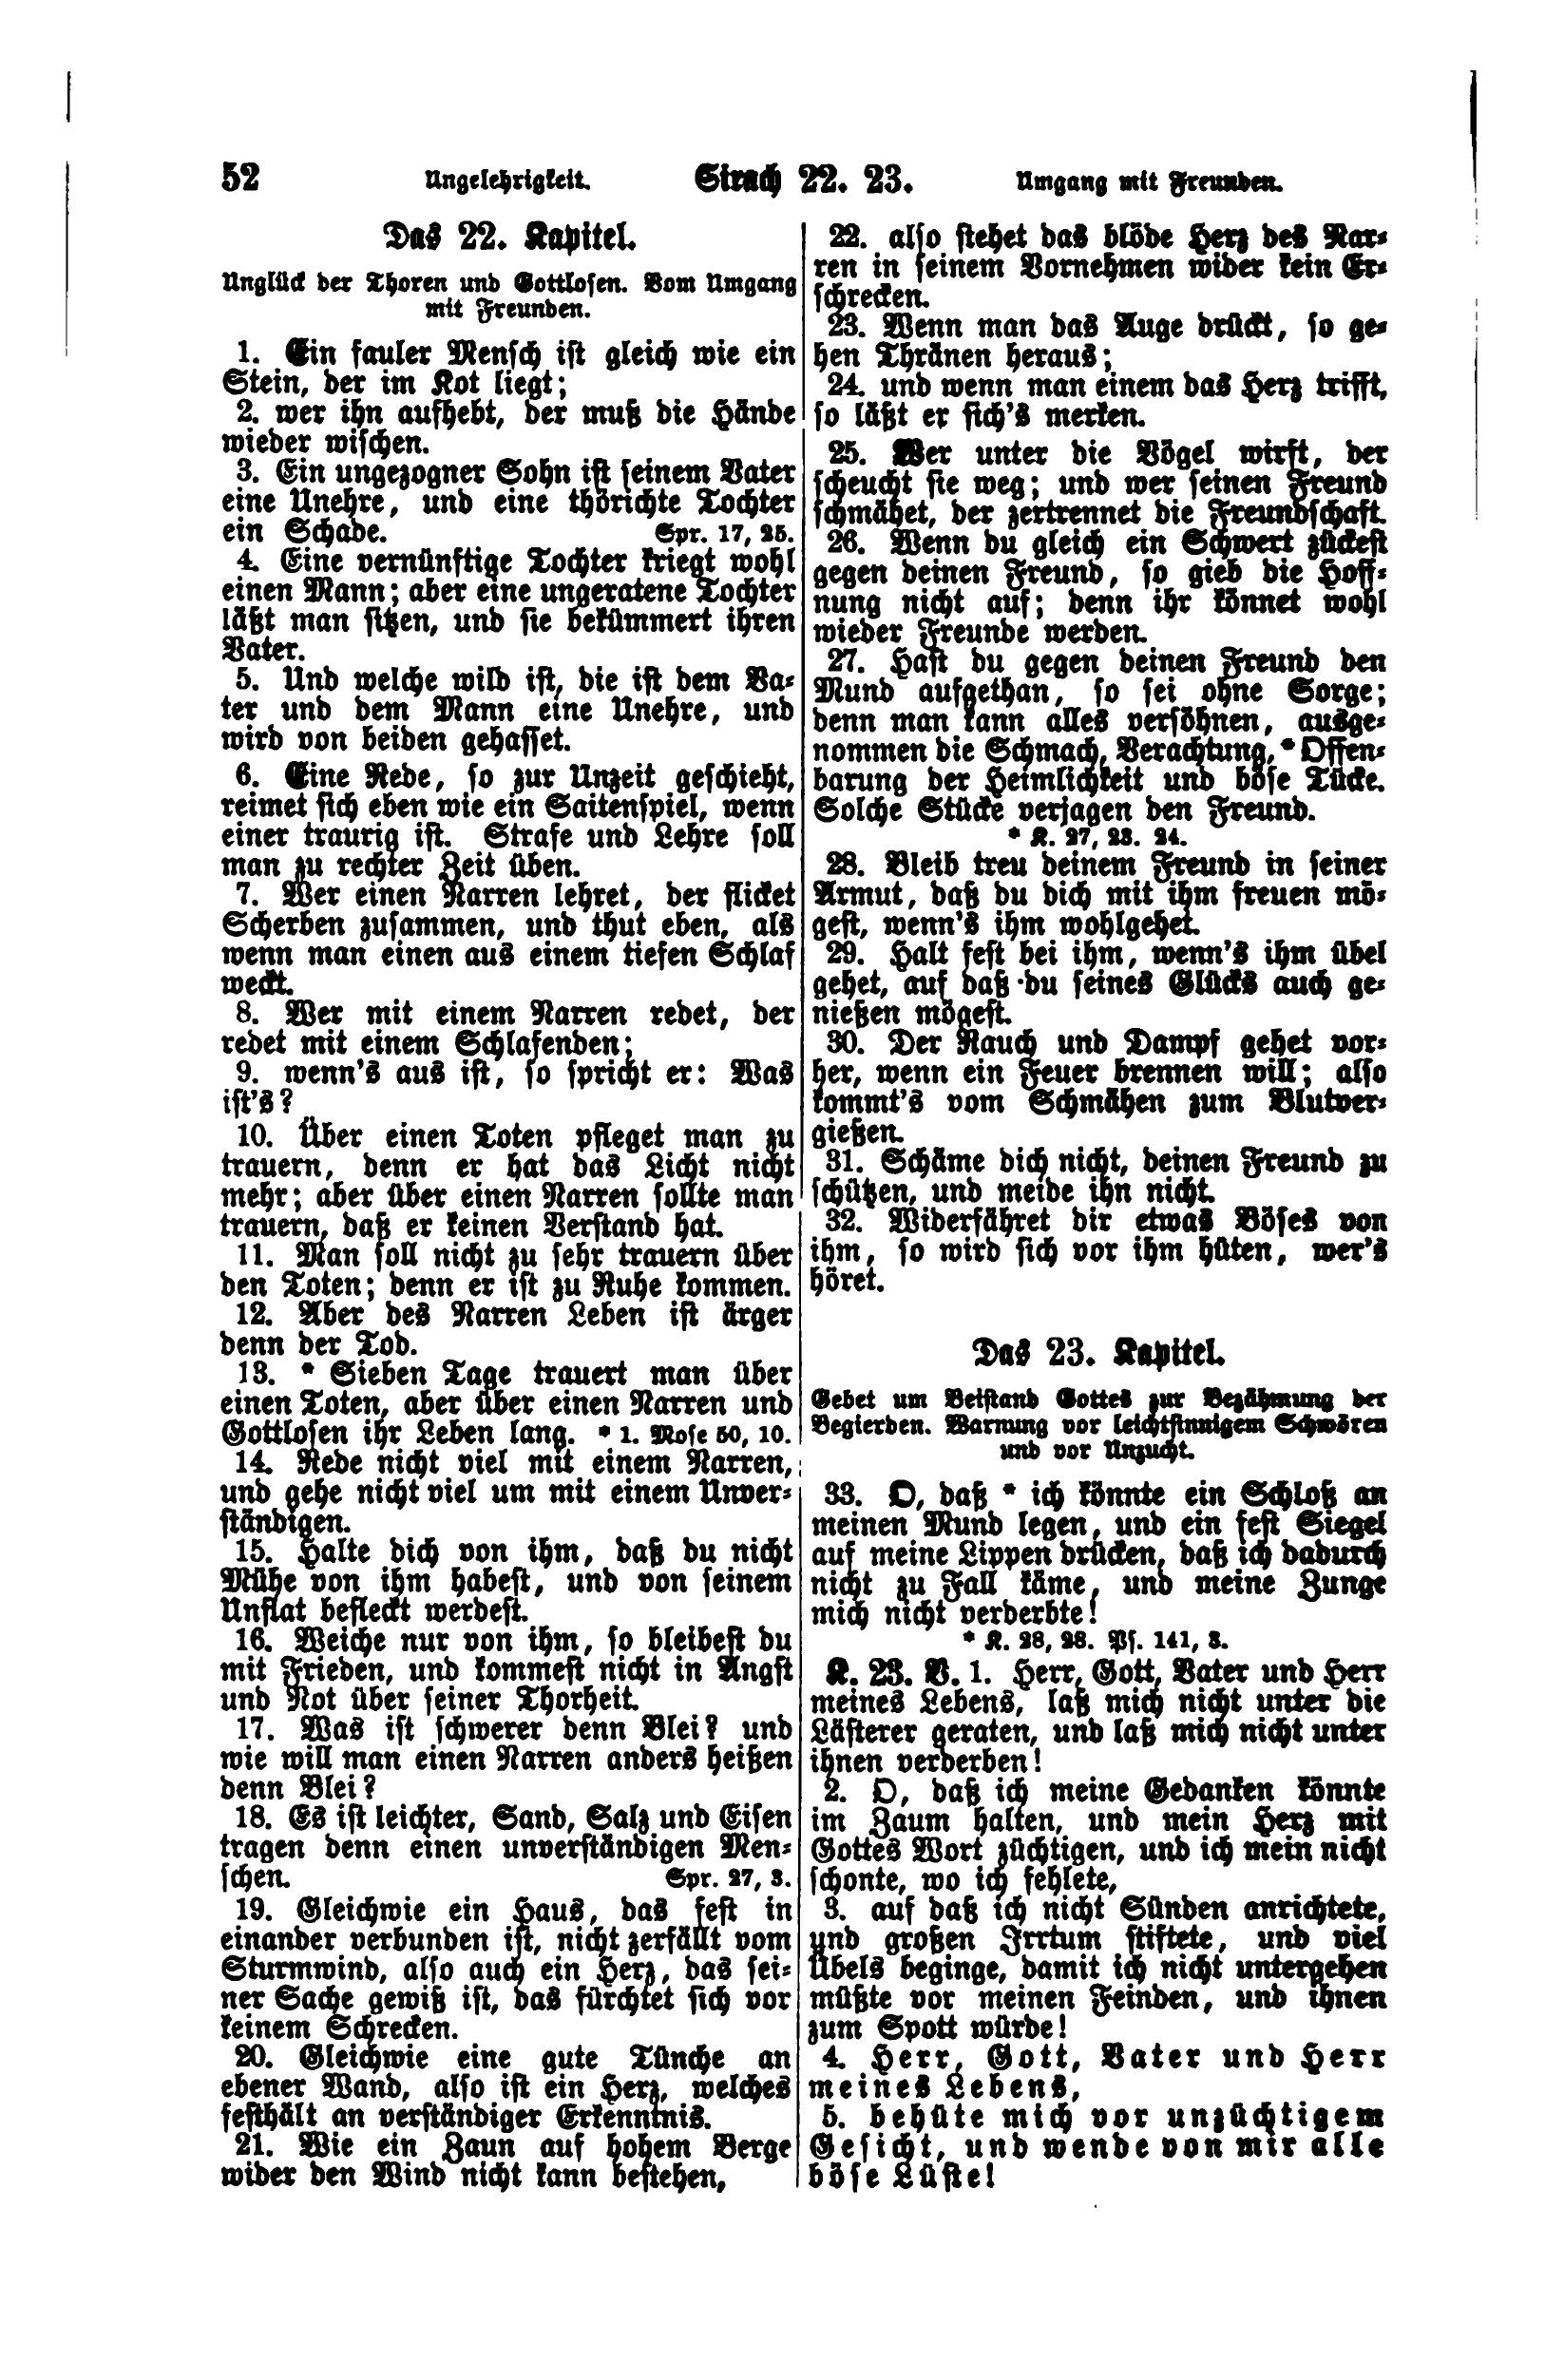 52 Ungelehrigkeit. Sirach 22. 23. Umgang mit Freunden.
Das 22. Kapitel.
Unglück der Thoren und Gottlosen. Vom Umgang
mit Freunden.
1. Ein fauler Mensch ist gleich wie ein
Stein, der im Kot liegt;
2. wer ihn aufhebt, der muß die Hände
wieder wischen.
3. Ein ungezogner Sohn ist seinem Vater
eine Unehre, und eine thörichte Tochter
ein Schade. Spr. 17, 25.
4. Eine vernünftige Tochter kriegt wohl
einen Mann; aber eine ungeratene Tochter
läßt man sitzen, und sie bekümmert ihren
Vater.
5. Und welche wild ist, die ist dem Va-
ter und dem Mann eine Unehre, und
wird von beiden gehasset.
6. Eine Rede, so zur Unzeit geschieht,
reimet sich eben wie ein Saitenspiel, wenn
einer traurig ist. Strafe und Lehre soll
man zu rechter Zeit üben.
7. Wer einen Narren lehret, der flicket
Scherben zusammen, und thut eben, als
wenn man einen aus einem tiefen Schlaf
weckt.
8. Wer mit einem Narren redet, der
redet mit einem Schlafenden;
9. wenn's aus ist, so spricht er: Was
ist's?
10. Über einen Toten pfleget man zu
trauern, denn er hat das Licht nicht
mehr; aber über einen Narren sollte man
trauern, daß er keinen Verstand hat.
11. Man soll nicht zu sehr trauern über
den Toten; denn er ist zu Ruhe kommen.
12. Aber des Narren Leben ist ärger
denn der Tod.
13. * Sieben Tage trauert man über
einen Toten, aber über einen Narren und
Gottlosen ihr Leben lang. * 1. Mose 50, 10.
14. Rede nicht viel mit einem Narren,
und gehe nicht viel um mit einem Unver-
ständigen.
15. Halte dich von ihm, daß du nicht
Mühe von ihm habest, und von seinem
Unflat befleckt werdest.
16. Weiche nur von ihm, so bleibest du
mit Frieden, und kommest nicht in Angst
und Not über seiner Thorheit.
17. Was ist schwerer denn Blei? und
wie will man einen Narren anders heißen
denn Blei?
18. Es ist leichter, Sand, Salz und Eisen
tragen denn einen unverständigen Men-
schen. Spr. 27, 3.
19. Gleichwie ein Haus, das fest in
einander verbunden ist, nicht zerfällt vom
Sturmwind, also auch ein Herz, das sei-
ner Sache gewiß ist, das fürchtet sich vor
keinem Schrecken.
20. Gleichwie eine gute Tünche an
ebener Wand, also ist ein Herz, welches
festhält an verständiger Erkenntnis.
21. Wie ein Zaun auf hohem Berge
wider den Wind nicht kann bestehen,
22. also stehet das blöde Herz des Nar-
ren in seinem Vornehmen wider kein Er-
schrecken.
23. Wenn man das Auge drückt, so ge-
hen Thränen heraus;
24. und wenn man einem das Herz trifft,
so läßt er sich's merken.
25. Wer unter die Vögel wirft, der
scheucht sie weg; und wer seinen Freund
schmähet, der zertrennet die Freundschaft.
26. Wenn du gleich ein Schwert zückest
gegen deinen Freund, so gieb die Hoff-
nung nicht auf; denn ihr könnet wohl
wieder Freunde werden.
27. Hast du gegen deinen Freund den
Mund aufgethan, so sei ohne Sorge;
denn man kann alles versöhnen, ausge-
nommen die Schmach, Verachtung, * Offen-
barung der Heimlichkeit und böse Tücke.
Solche Stücke verjagen den Freund.
* K. 27, 23. 24.
28. Bleib treu deinem Freund in seiner
Armut, daß du dich mit ihm freuen mö-
gest, wenn's ihm wohlgehet.
29. Halt fest bei ihm, wenn's ihm übel
gehet, auf daß du seines Glücks auch ge-
nießen mögest.
30. Der Rauch und Dampf gehet vor-
her, wenn ein Feuer brennen will; also
kommt's vom Schmähen zum Blutver-
gießen.
31. Schäme dich nicht, deinen Freund zu
schützen, und meide ihn nicht.
32. Widerfähret dir etwas Böses von
ihm, so wird sich vor ihm hüten, wer's
höret.
Das 23. Kapitel.
Gebet um Beistand Gottes zur Bezähmung der
Begierden. Warnung vor leichtsinnigem Schwören
und vor Unzucht.
33. O, daß * ich könnte ein Schloß an
meinen Mund legen, und ein fest Siegel
auf meine Lippen drücken, daß ich dadurch
nicht zu Fall käme, und meine Zunge
mich nicht verderbte!
* K. 28, 28. Ps. 141, 3.
K. 23. V. 1. Herr, Gott, Vater und Herr
meines Lebens, laß mich nicht unter die
Lästerer geraten, und laß mich nicht unter
ihnen verderben!
2. O, daß ich meine Gedanken könnte
im Zaum halten, und mein Herz mit
Gottes Wort züchtigen, und ich mein nicht
schonte, wo ich fehlete,
3. auf daß ich nicht Sünden anrichtete,
und großen Irrtum stiftete, und viel
Übels beginge, damit ich nicht untergehen
müßte vor meinen Feinden, und ihnen
zum Spott würde!
4. Herr, Gott, Vater und Herr
meines Lebens,
5. behüte mich vor unzüchtigem
Gesicht, und wende von mir alle
böse Lüste!